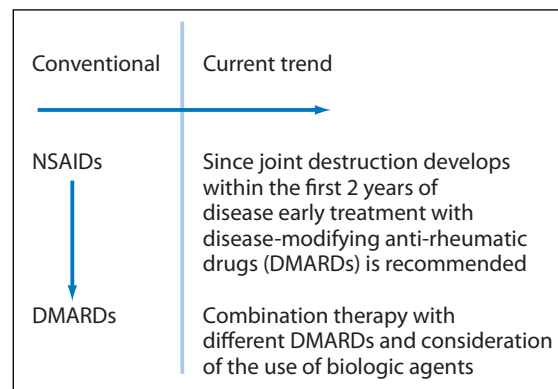 Conventional
Current trend
NSAIDs
Since joint destruction develops
within the first 2 years of
disease early treatment with
disease-modifying anti-rheumatic
drugs (DMARDs) is recommended
DMARDs
Combination therapy with
different DMARDs and consideration
of the use of biologic agents